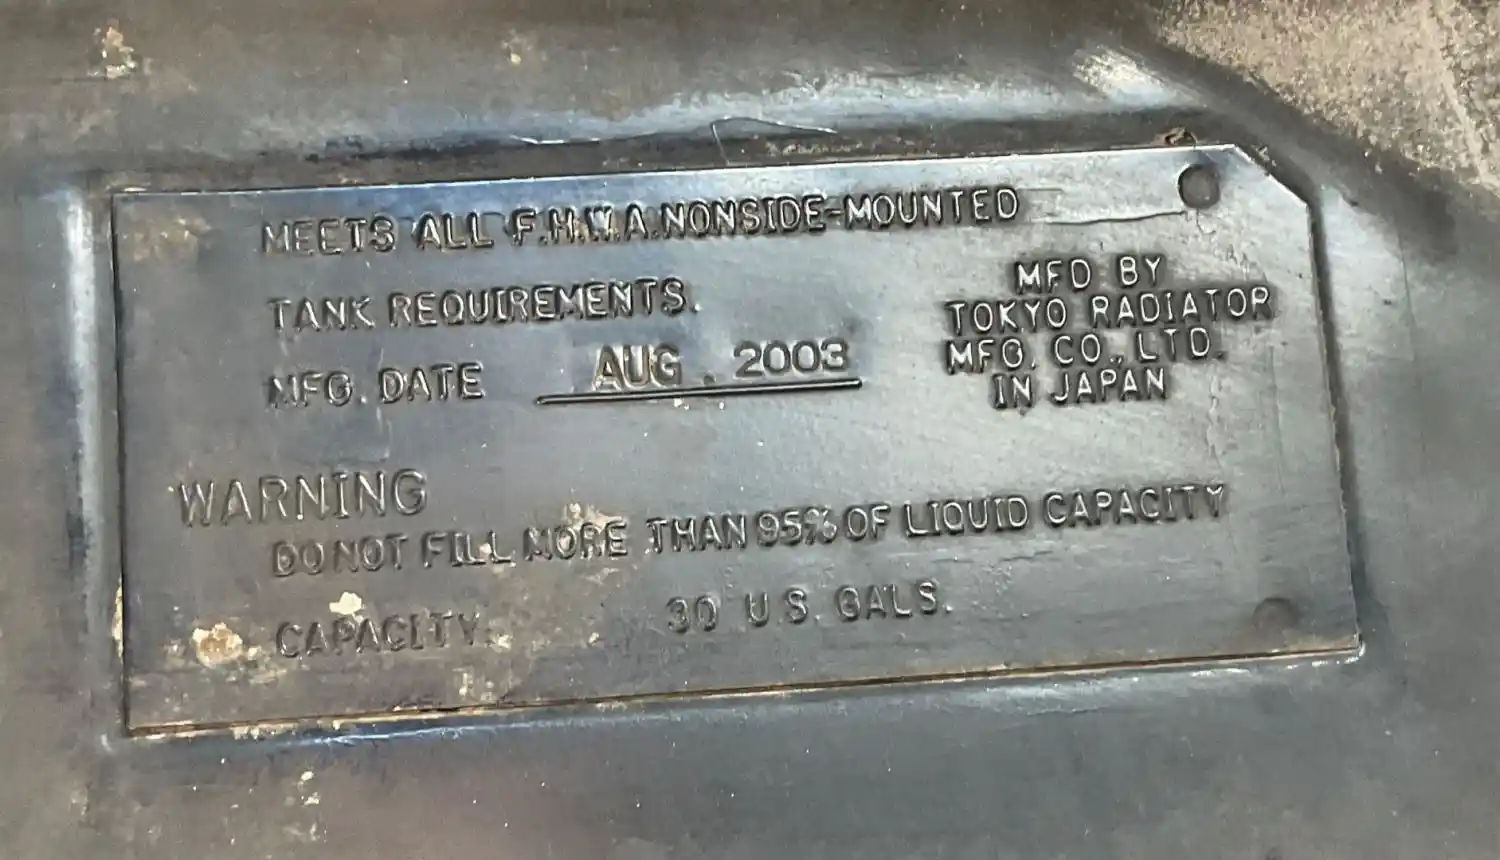 MEETS ALL F.H.W.A. NONSIDE-MOUNTED
TANK REQUIREMENTS.
MFG. DATE AUG. 2003
MFD BY
TOKYO RADIATOR
MFG. CO., LTD.
IN JAPAN
WARNING
DO NOT FILL MORE THAN 95% OF LIQUID CAPACITY
CAPACITY. 30 U.S. GALS.